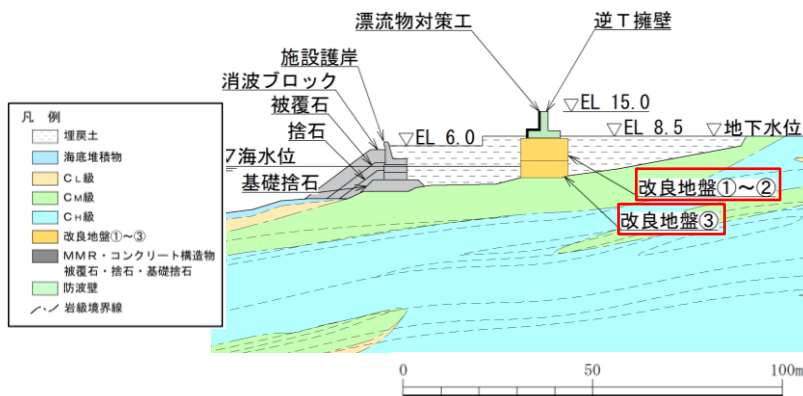 漂流物対策工
逆T擁壁
施設護岸
消波ブロック
被覆石
捨石
▽海水位
基礎捨石
▽EL 6.0
▽EL 15.0
▽EL 8.5
▽地下水位
改良地盤①～②
改良地盤③
凡 例
埋戻土
海底堆積物
CL級
CM級
CH級
改良地盤①～③
MMR・コンクリート構造物
被覆石・捨石・基礎捨石
防波壁
岩級境界線
0 50 100m